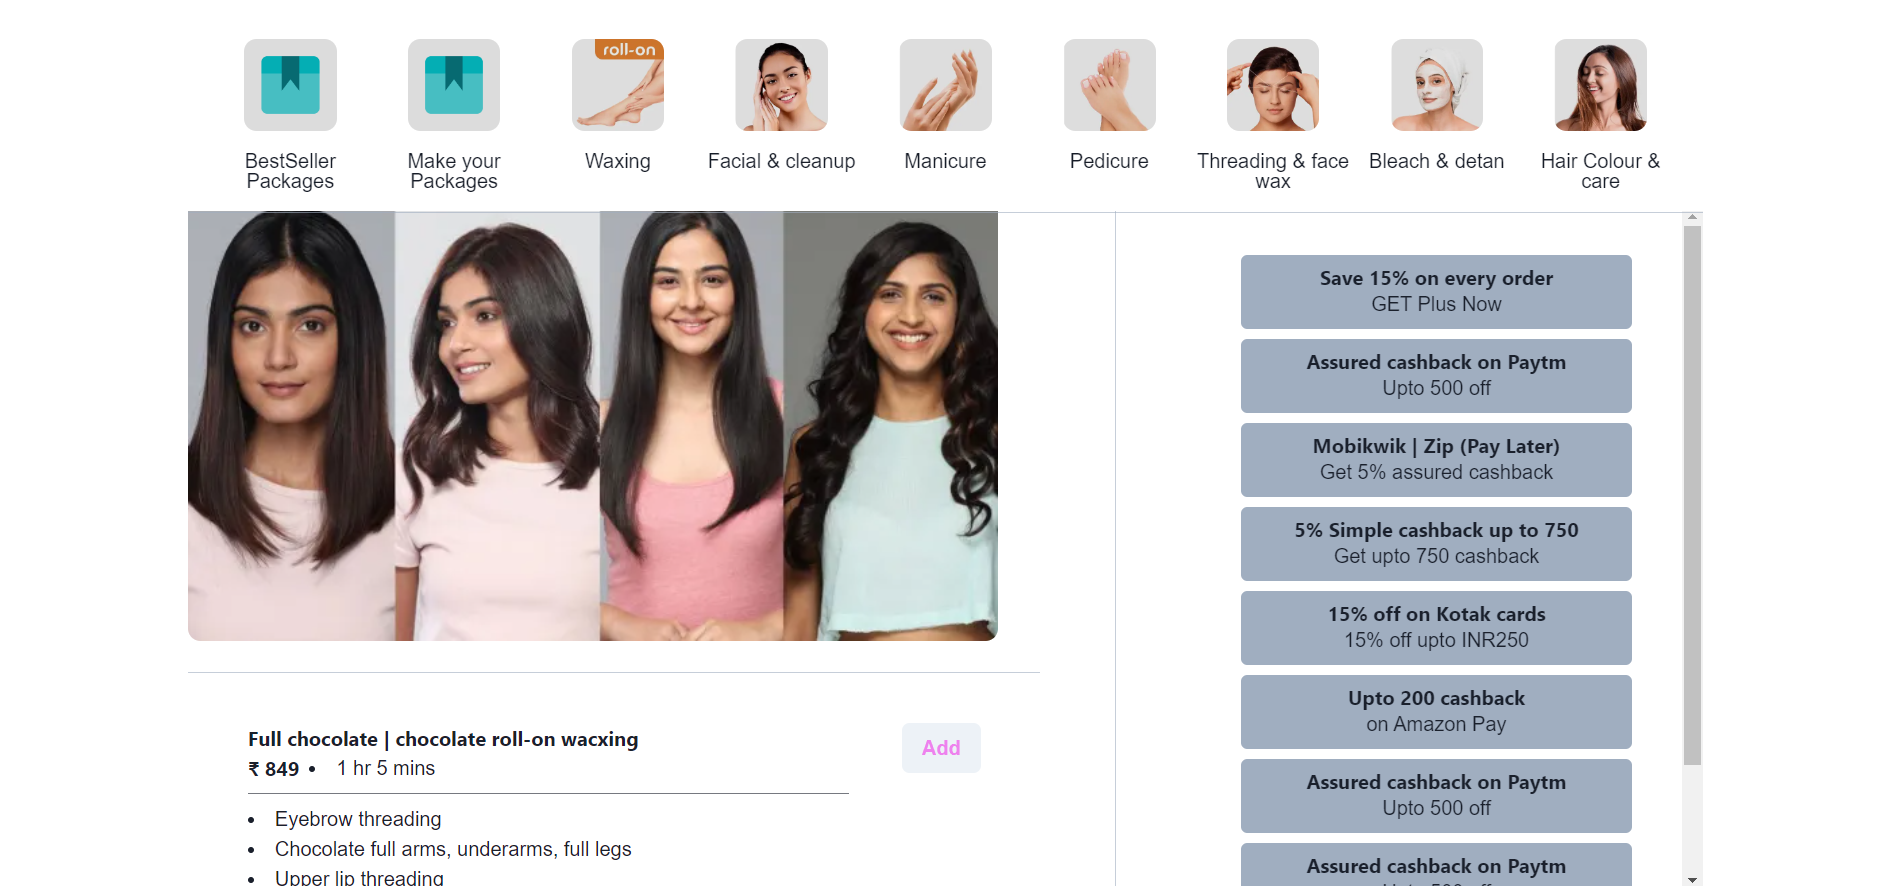 roll-on
BestSeller
Packages
Make your
Packages
Waxing
Facial & cleanup
Manicure
Pedicure
Threading & face
wax
Bleach & detan
Hair Colour &
care
Save 15% on every order
GET Plus Now
Assured cashback on Paytm
Upto 500 off
Mobikwik | Zip (Pay Later)
Get 5% assured cashback
5% Simple cashback up to 750
Get upto 750 cashback
15% off on Kotak cards
15% off upto INR250
Upto 200 cashback
on Amazon Pay
Assured cashback on Paytm
Upto 500 off
Assured cashback on Paytm
Full chocolate | chocolate roll-on wacxing
Add
₹ 849 • 1 hr 5 mins
• Eyebrow threading
• Chocolate full arms, underarms, full legs
• Upper lip threading